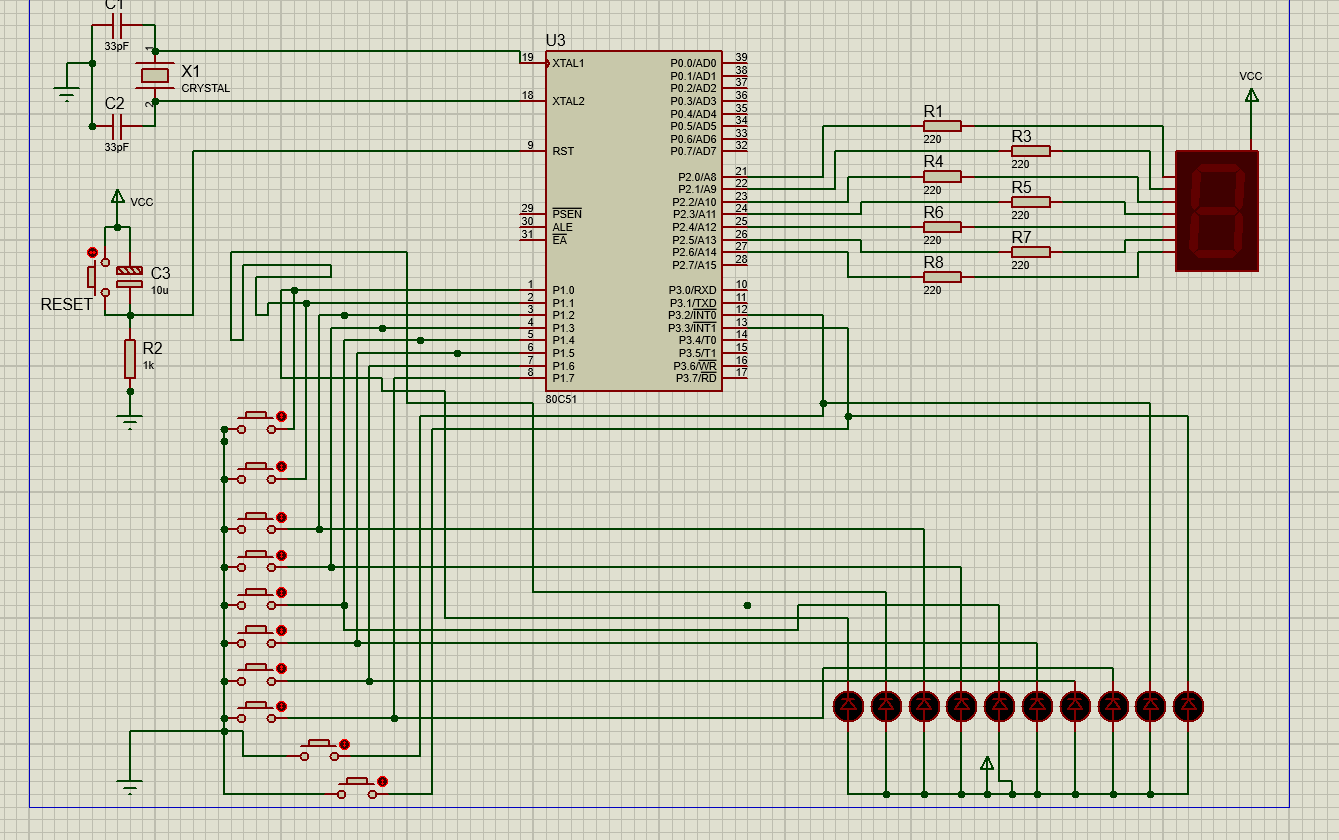 C1
33pF
1
X1
CRYSTAL
2
C2
33pF
VCC
RESET
C3
10u
R2
1k
U3
19 XTAL1
18 XTAL2
9 RST
29 PSEN
30 ALE
31 EA
1 P1.0
2 P1.1
3 P1.2
4 P1.3
5 P1.4
6 P1.5
7 P1.6
8 P1.7
P0.0/AD0 39
P0.1/AD1 38
P0.2/AD2 37
P0.3/AD3 36
P0.4/AD4 35
P0.5/AD5 34
P0.6/AD6 33
P0.7/AD7 32
P2.0/A8 21
P2.1/A9 22
P2.2/A10 23
P2.3/A11 24
P2.4/A12 25
P2.5/A13 26
P2.6/A14 27
P2.7/A15 28
P3.0/RXD 10
P3.1/TXD 11
P3.2/INT0 12
P3.3/INT1 13
P3.4/T0 14
P3.5/T1 15
P3.6/WR 16
P3.7/RD 17
80C51
R1
220
R3
220
R4
220
R5
220
R6
220
R7
220
R8
220
VCC